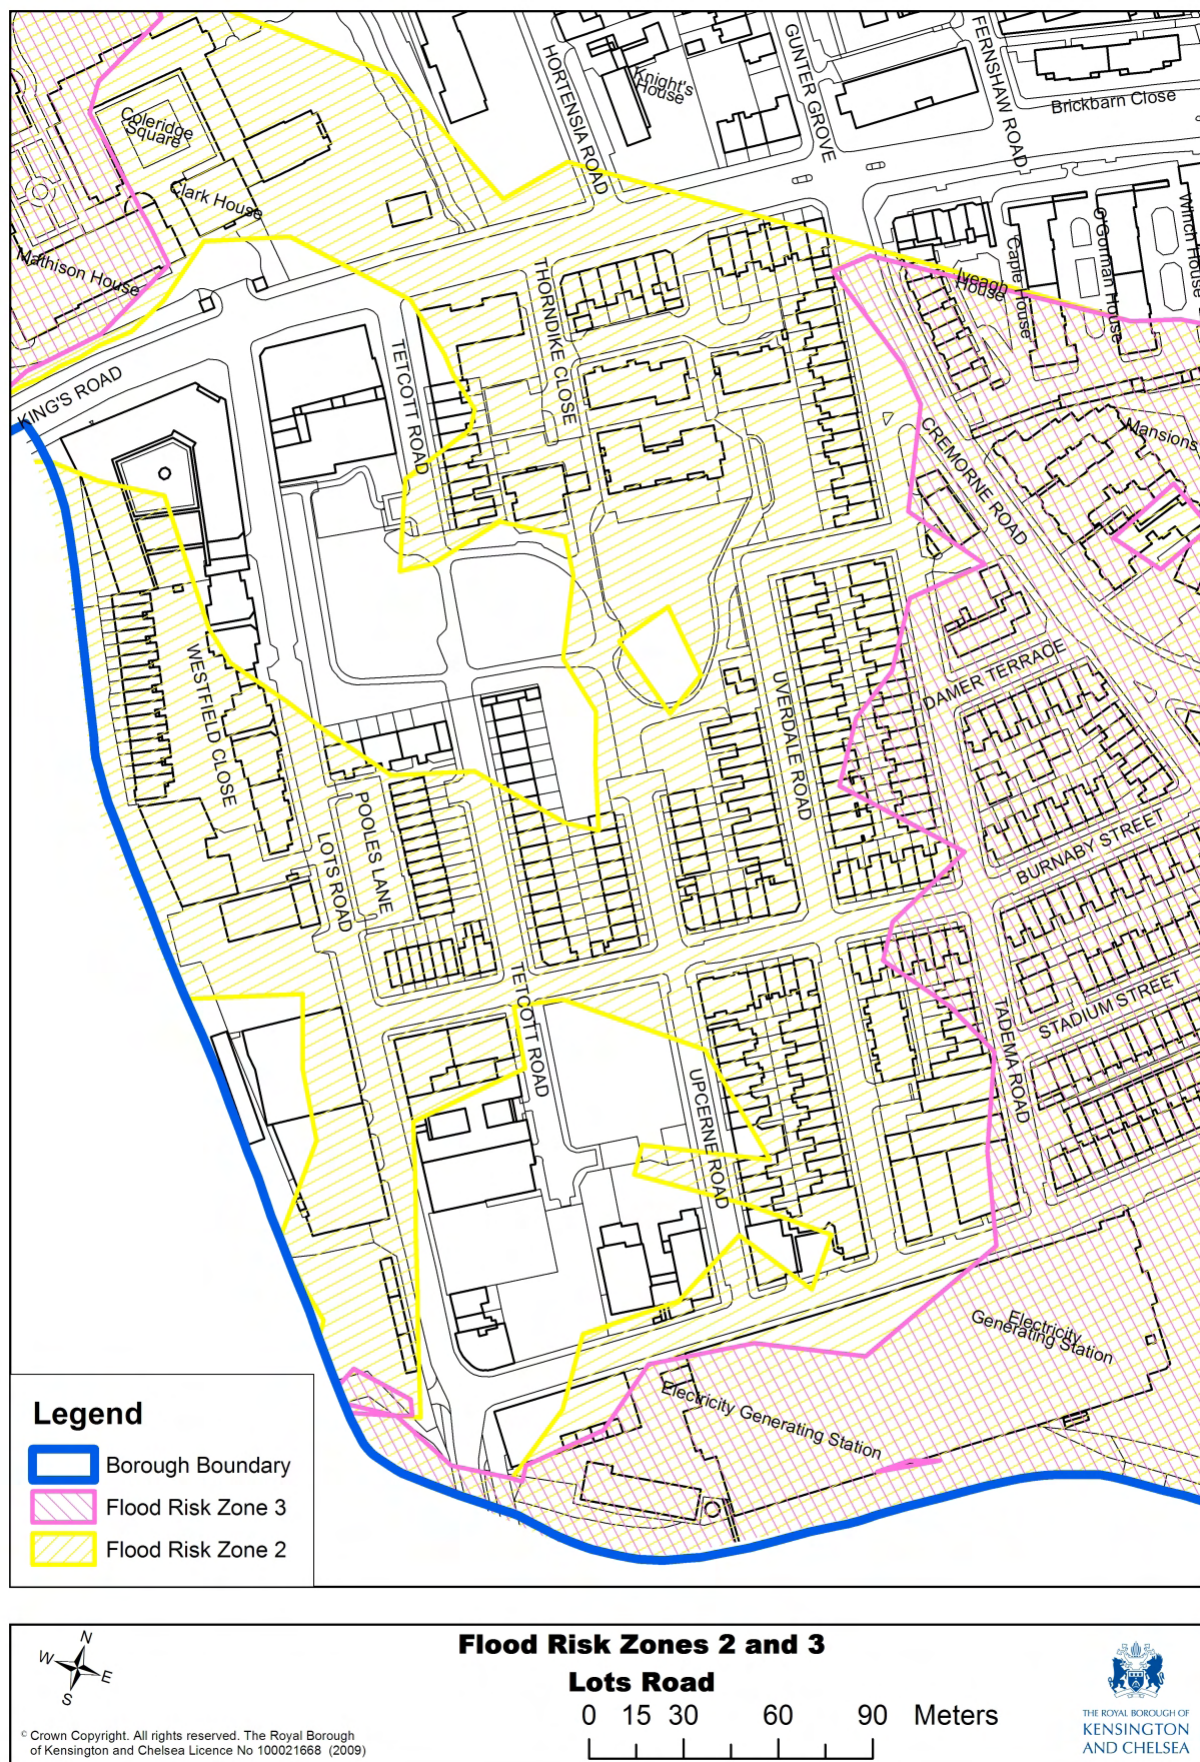 HORTENSIA ROAD
Knight's
House
GUNTER GROVE
FERNSHAW ROAD
Brickbarn Close
Coleridge
Square
Clark House
Mathison House
KING'S ROAD
THORNDIKE CLOSE
TETCOTT ROAD
Iveagh
House
Caple House
O'Gorman House
Winch House
CREMORNE ROAD
Mansions
WESTFIELD CLOSE
UVERDALE ROAD
DAMER TERRACE
BURNABY STREET
POOLES LANE
LOTS ROAD
TETCOTT ROAD
STADIUM STREET
TADEMA ROAD
UPCERNE ROAD
Electricity
Generating Station
Electricity Generating Station
Legend
Borough Boundary
Flood Risk Zone 3
Flood Risk Zone 2
N
W
E
S
Flood Risk Zones 2 and 3
Lots Road
0 15 30 60 90 Meters
© Crown Copyright. All rights reserved. The Royal Borough
of Kensington and Chelsea Licence No 100021668 (2009)
THE ROYAL BOROUGH OF
KENSINGTON
AND CHELSEA